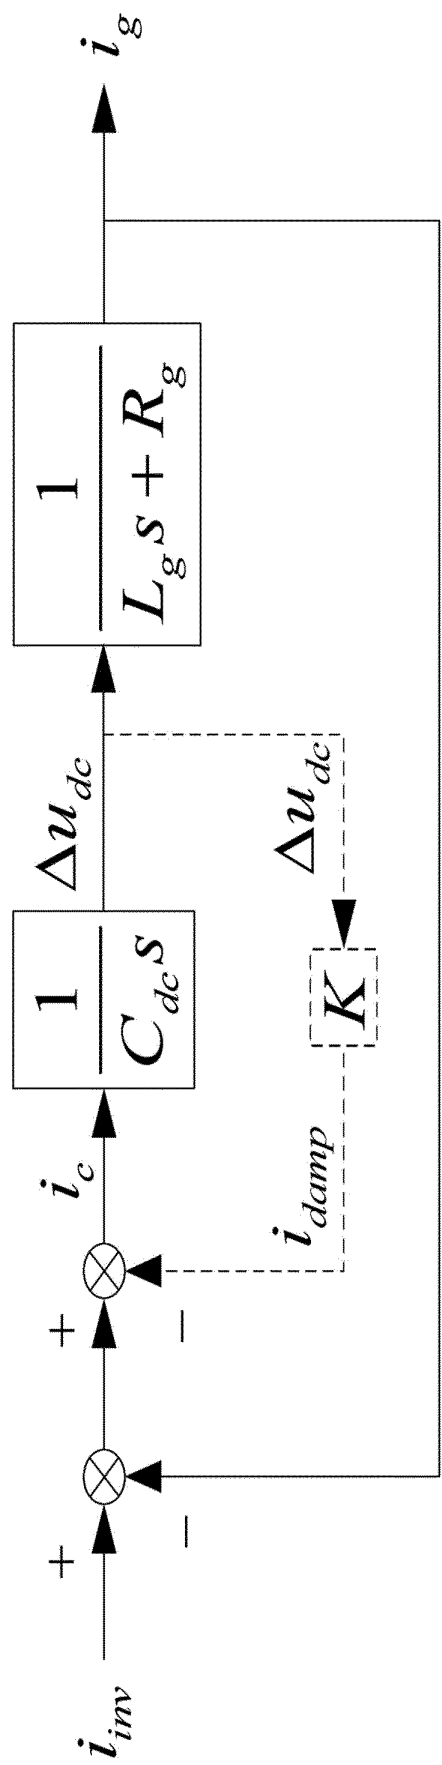 i_inv
+
−
+
−
i_c
1
C_dc s
Δu_dc
1
L_g s + R_g
i_g
Δu_dc
K
i_damp